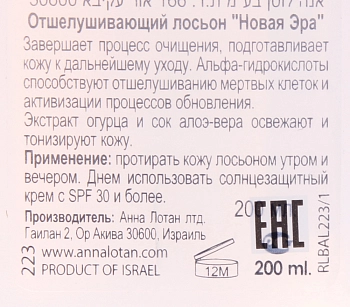 Отшелушивающий лосьон "Новая Эра"
Завершает процесс очищения, подготавливает
кожу к дальнейшему уходу. Альфа-гидрокислоты
способствуют отшелушиванию мертвых клеток и
активизации процессов обновления.
Экстракт огурца и сок алоэ-вера освежают и
тонизируют кожу.
Применение: протирать кожу лосьоном утром и
вечером. Днем использовать солнцезащитный
крем с SPF 30 и более.
Производитель: Анна Лотан лтд.
Гаилан 2, Ор Акива 30600, Израиль
www.annalotan.com
PRODUCT OF ISRAEL
223
12M
EAC
200 ml.
RLBAL223/1